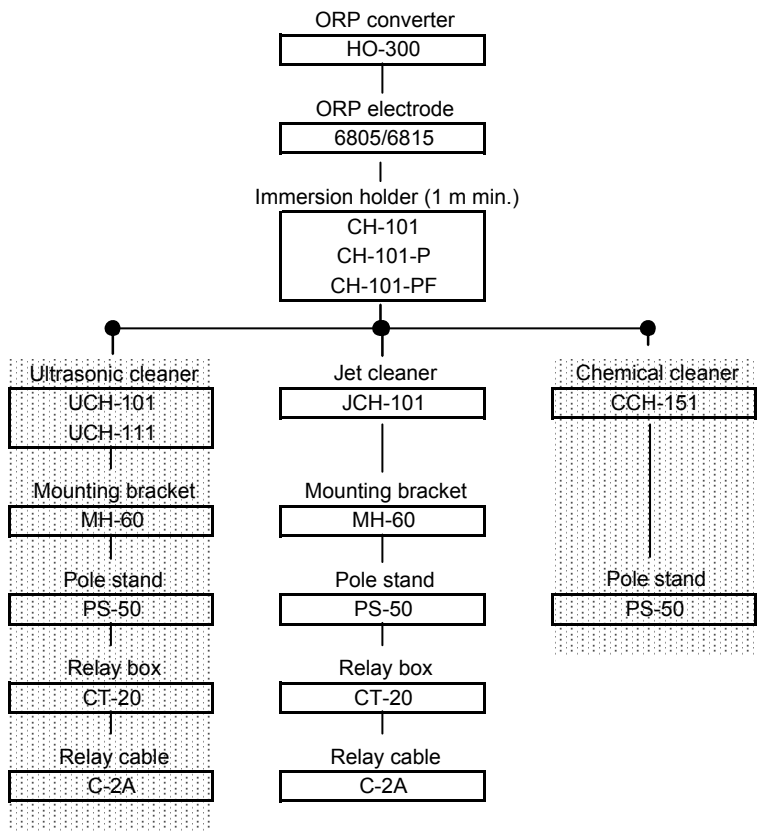 ORP converter
HO-300
ORP electrode
6805/6815
Immersion holder (1 m min.)
CH-101
CH-101-P
CH-101-PF
Ultrasonic cleaner
UCH-101
UCH-111
Mounting bracket
MH-60
Pole stand
PS-50
Relay box
CT-20
Relay cable
C-2A
Jet cleaner
JCH-101
Mounting bracket
MH-60
Pole stand
PS-50
Relay box
CT-20
Relay cable
C-2A
Chemical cleaner
CCH-151
Pole stand
PS-50